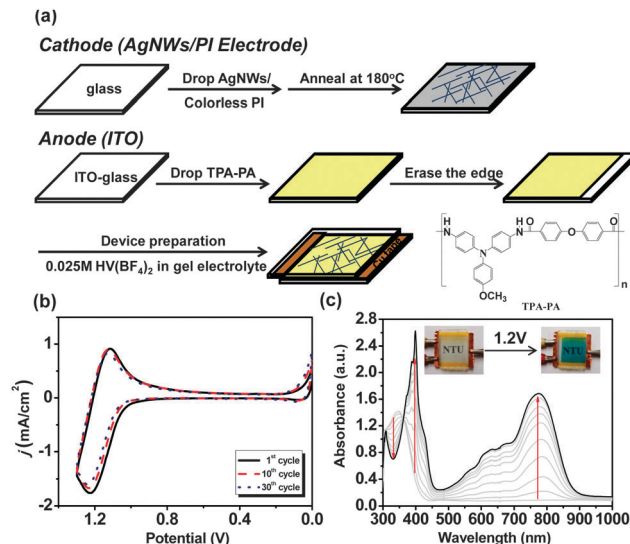 (a)
Cathode (AgNWs/PI Electrode)
glass
Drop AgNWs/
Colorless PI
Anneal at 180°C
Anode (ITO)
ITO-glass
Drop TPA-PA
Erase the edge
Device preparation
0.025M HV(BF4)2 in gel electrolyte
Cu tape
H
N
N
NH
O
C
O
O
C
n
OCH3
TPA-PA
(b)
j (mA/cm²)
1
0
-1
-2
1st cycle
10th cycle
30th cycle
1.2
0.8
0.4
0.0
Potential (V)
(c)
Absorbance (a.u.)
2.8
2.4
2.0
1.6
1.2
0.8
0.4
0.0
NTU
1.2V
NTU
300 400 500 600 700 800 900 1000
Wavelength (nm)